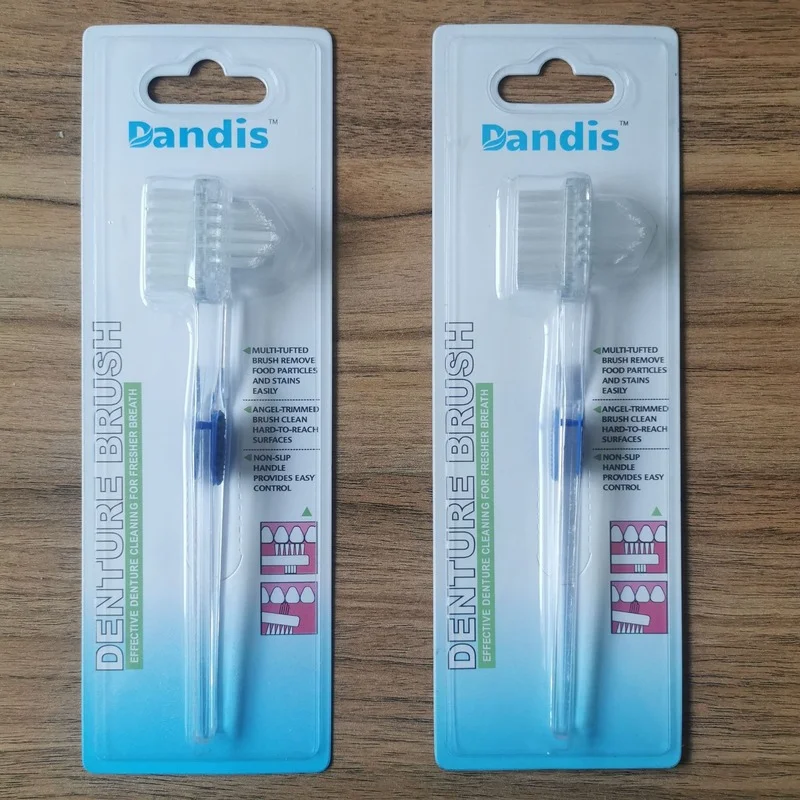 Dandis™
DENTURE BRUSH
EFFECTIVE DENTURE CLEANING FOR FRESHER BREATH
MULTI-TUFTED
BRUSH REMOVE
FOOD PARTICLES
AND STAINS
EASILY
ANGEL-TRIMMED
BRUSH CLEAN
HARD-TO-REACH
SURFACES
NON-SLIP
HANDLE
PROVIDES EASY
CONTROL
Dandis™
DENTURE BRUSH
EFFECTIVE DENTURE CLEANING FOR FRESHER BREATH
MULTI-TUFTED
BRUSH REMOVE
FOOD PARTICLES
AND STAINS
EASILY
ANGEL-TRIMMED
BRUSH CLEAN
HARD-TO-REACH
SURFACES
NON-SLIP
HANDLE
PROVIDES EASY
CONTROL